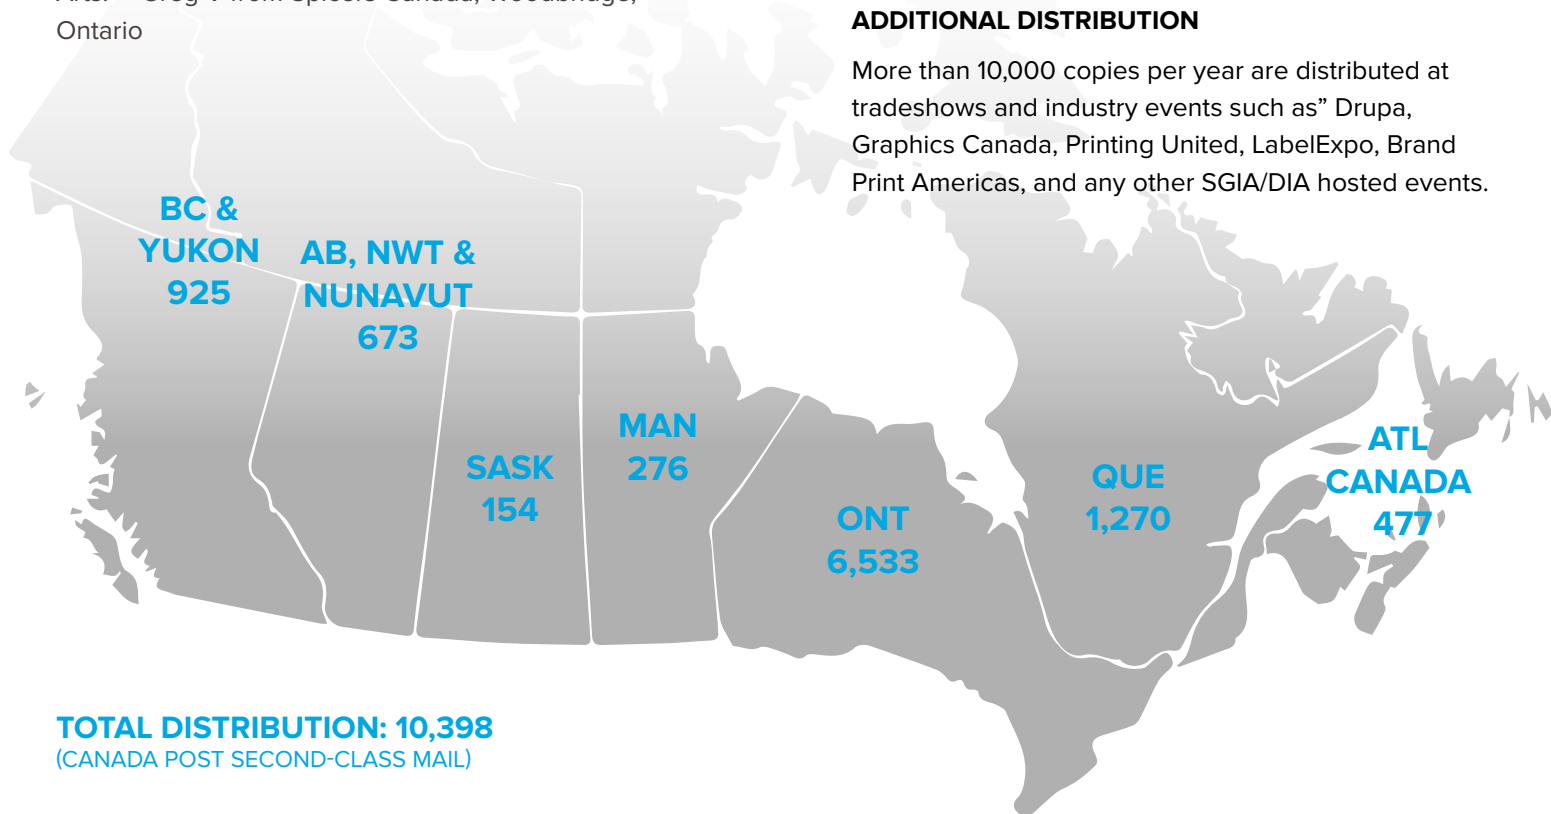 Ontario
ADDITIONAL DISTRIBUTION
More than 10,000 copies per year are distributed at
tradeshows and industry events such as” Drupa,
Graphics Canada, Printing United, LabelExpo, Brand
Print Americas, and any other SGIA/DIA hosted events.
BC &
YUKON
925
AB, NWT &
NUNAVUT
673
SASK
154
MAN
276
ONT
6,533
QUE
1,270
ATL
CANADA
477
TOTAL DISTRIBUTION: 10,398
(CANADA POST SECOND-CLASS MAIL)